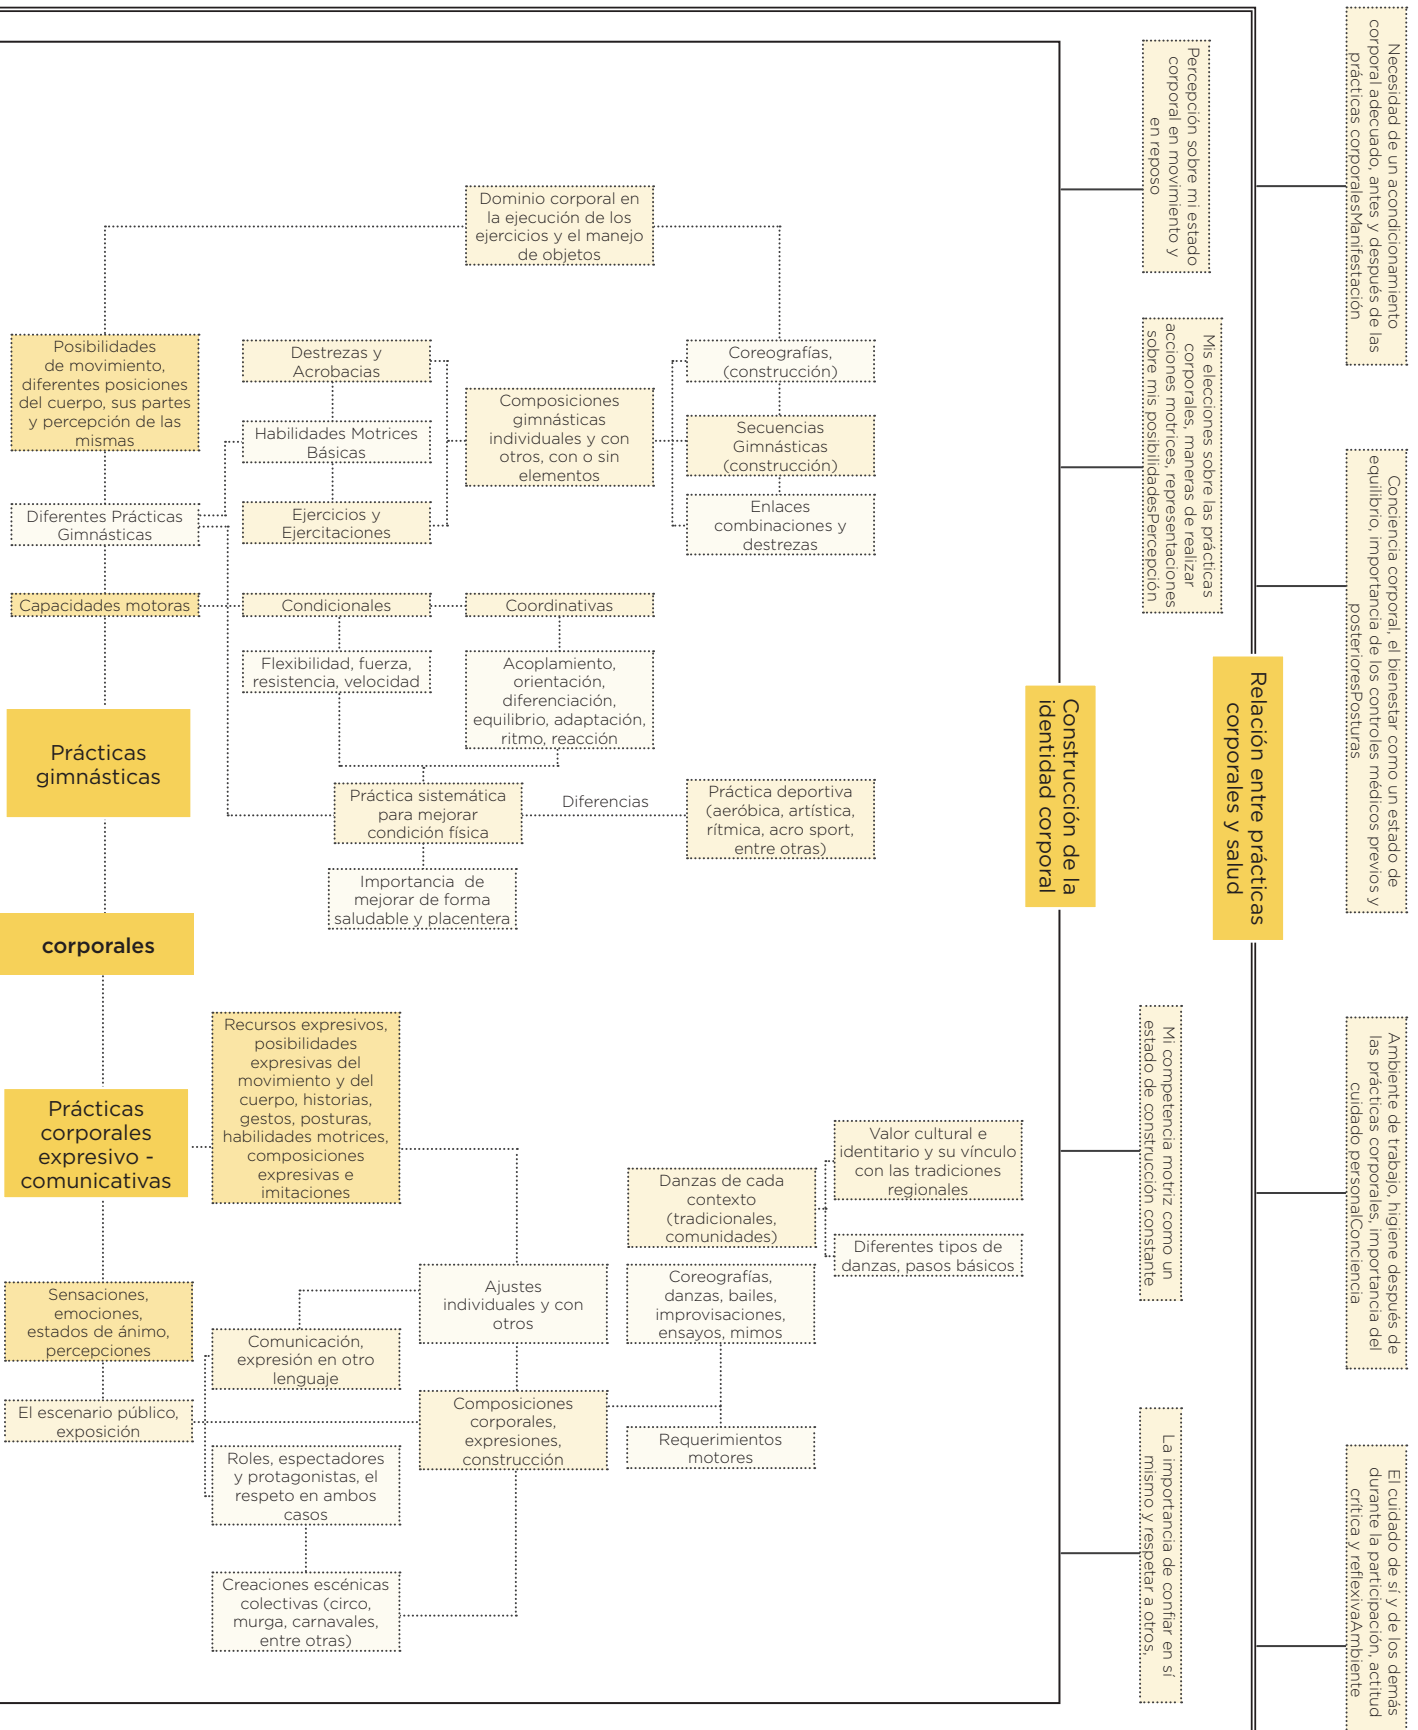 Dominio corporal en
la ejecución de los
ejercicios y el manejo
de objetos
Posibilidades
de movimiento,
diferentes posiciones
del cuerpo, sus partes
y percepción de las
mismas
Destrezas y
Acrobacias
Coreografías,
(construcción)
Habilidades Motrices
Básicas
Composiciones
gimnásticas
individuales y con
otros, con o sin
elementos
Secuencias
Gimnásticas
(construcción)
Diferentes Prácticas
Gimnásticas
Ejercicios y
Ejercitaciones
Enlaces
combinaciones y
destrezas
Capacidades motoras
Condicionales
Coordinativas
Flexibilidad, fuerza,
resistencia, velocidad
Acoplamiento,
orientación,
diferenciación,
equilibrio, adaptación,
ritmo, reacción
Prácticas
gimnásticas
Práctica sistemática
para mejorar
condición física
Diferencias
Práctica deportiva
(aeróbica, artística,
rítmica, acro sport,
entre otras)
Importancia de
mejorar de forma
saludable y placentera
corporales
Recursos expresivos,
posibilidades
expresivas del
movimiento y del
cuerpo, historias,
gestos, posturas,
habilidades motrices,
composiciones
expresivas e
imitaciones
Prácticas
corporales
expresivo -
comunicativas
Valor cultural e
identitario y su vínculo
con las tradiciones
regionales
Danzas de cada
contexto
(tradicionales,
comunidades)
Diferentes tipos de
danzas, pasos básicos
Sensaciones,
emociones,
estados de ánimo,
percepciones
Ajustes
individuales y con
otros
Coreografías,
danzas, bailes,
improvisaciones,
ensayos, mimos
Comunicación,
expresión en otro
lenguaje
El escenario público,
exposición
Composiciones
corporales,
expresiones,
construcción
Requerimientos
motores
Roles, espectadores
y protagonistas, el
respeto en ambos
casos
Creaciones escénicas
colectivas (circo,
murga, carnavales,
entre otras)
Construcción de la
identidad corporal
Percepción sobre mi estado
corporal en movimiento y
en reposo
Mis elecciones sobre las prácticas
corporales, maneras de realizar
acciones motrices, representaciones
sobre mis posibilidadesPercepción
Mi competencia motriz como un
estado de construcción constante
La importancia de confiar en sí
mismo y respetar a otros,
Relación entre prácticas
corporales y salud
Necesidad de un acondicionamiento
corporal adecuado, antes y después de las
prácticas corporalesManifestación
Conciencia corporal, el bienestar como un estado de
equilibrio, importancia de los controles médicos previos y
posterioresPosturas
Ambiente de trabajo, higiene después de
las prácticas corporales, importancia del
cuidado personalConciencia
El cuidado de sí y de los demás
durante la participación, actitud
crítica y reflexivaAmbiente